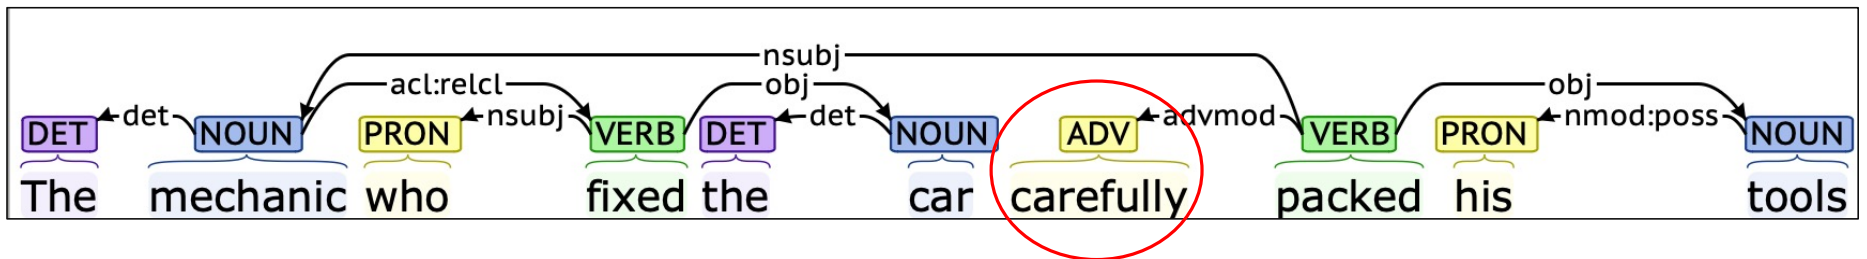 nsubj
acl:relcl obj obj
det nsubj det advmod nmod:poss
DET NOUN PRON VERB DET NOUN ADV VERB PRON NOUN
The mechanic who fixed the car carefully packed his tools